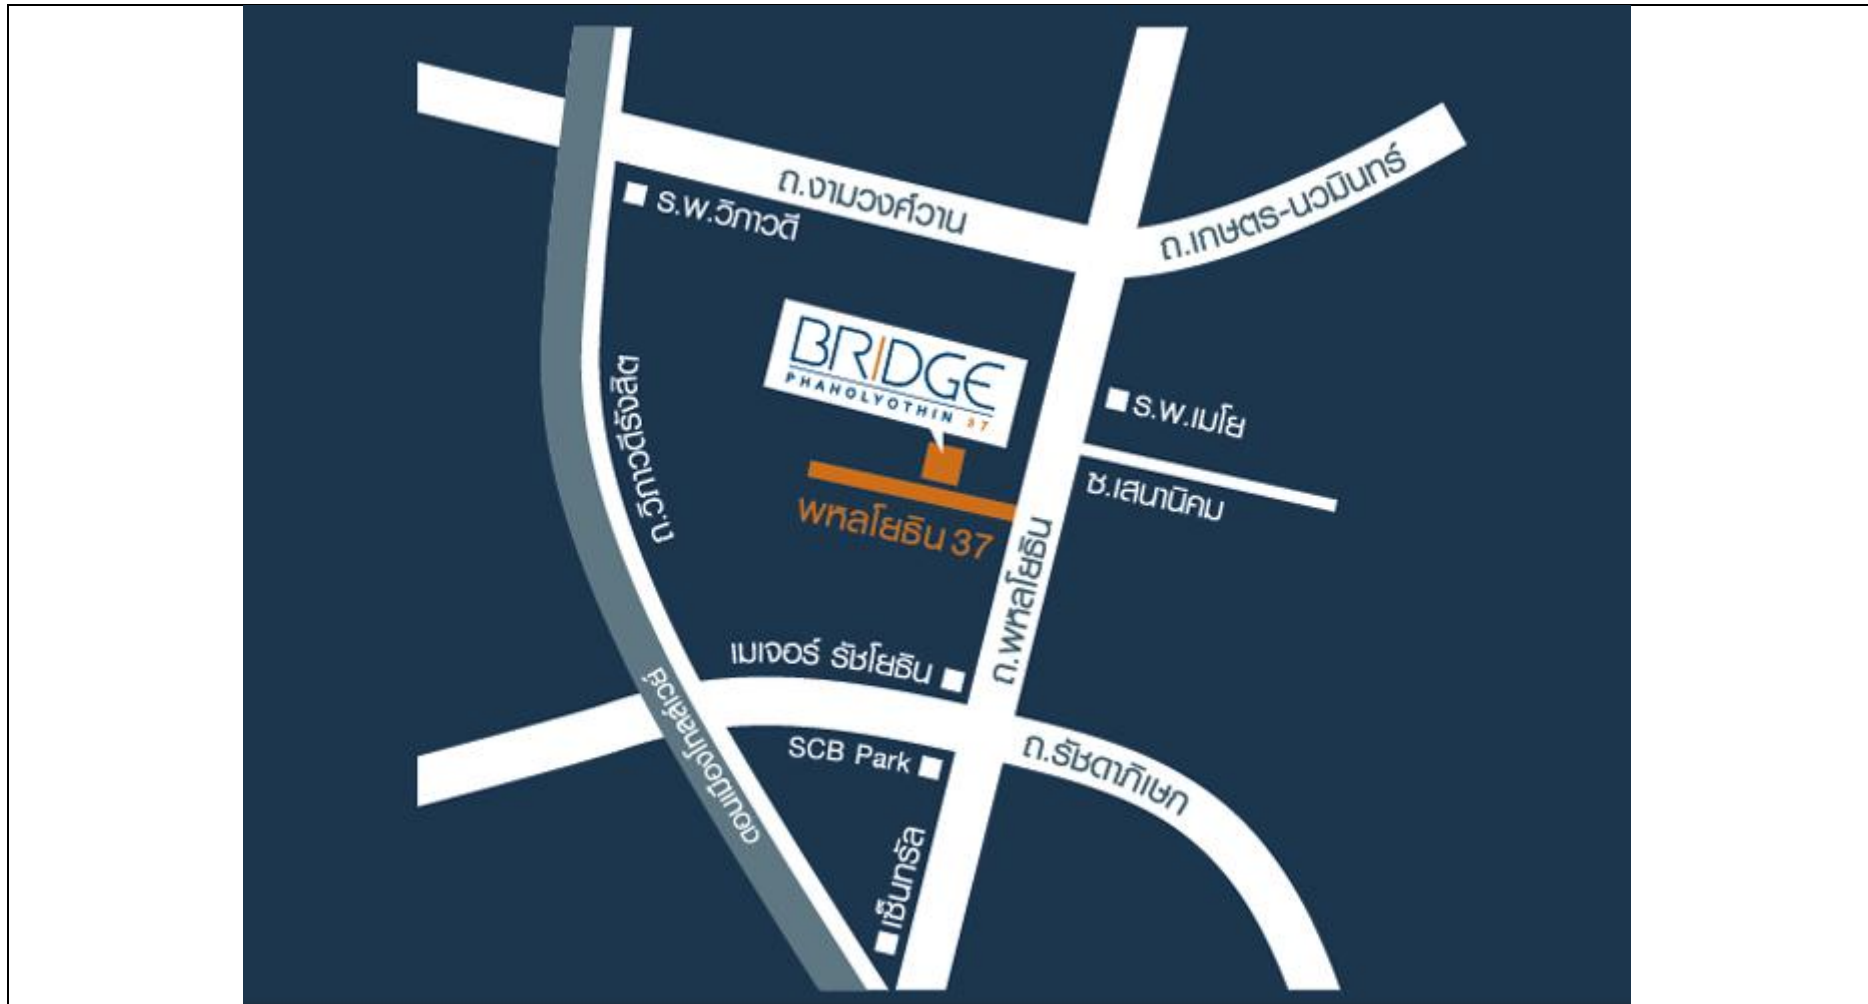 ถ.งามวงศ์วาน
ถ.เกษตร-นวมินทร์
ร.พ.วิภาวดี
BRIDGE
PHAHOLYOTHIN 37
ร.พ.เมโย
ถ.วิภาวดีรังสิต
ซ.เสนานิคม
พหลโยธิน 37
ถ.พหลโยธิน
เมเจอร์ รัชโยธิน
ดอนเมืองโทลล์เวย์
SCB Park
ถ.รัชดาภิเษก
เซ็นทรัล